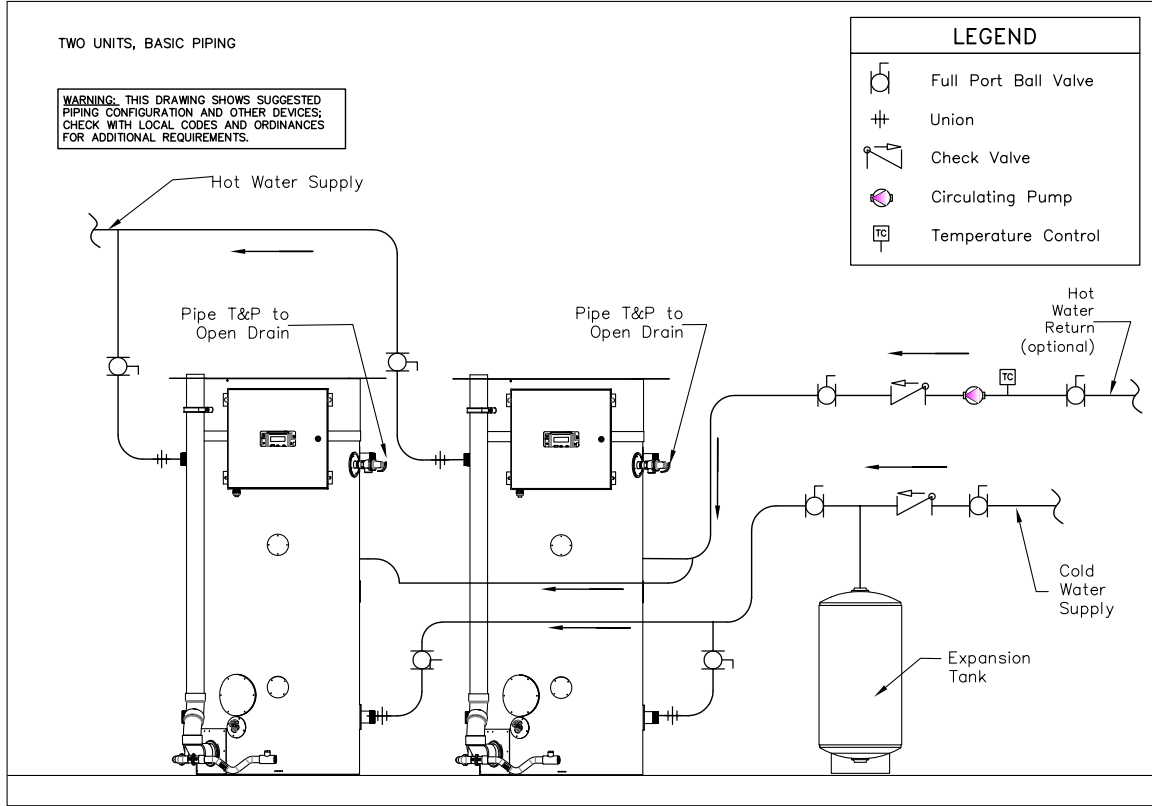 TWO UNITS, BASIC PIPING
WARNING: THIS DRAWING SHOWS SUGGESTED
PIPING CONFIGURATION AND OTHER DEVICES;
CHECK WITH LOCAL CODES AND ORDINANCES
FOR ADDITIONAL REQUIREMENTS.
LEGEND
Full Port Ball Valve
Union
Check Valve
Circulating Pump
TC
Temperature Control
Hot Water Supply
Pipe T&P to
Open Drain
Pipe T&P to
Open Drain
Hot
Water
Return
(optional)
TC
Cold
Water
Supply
Expansion
Tank